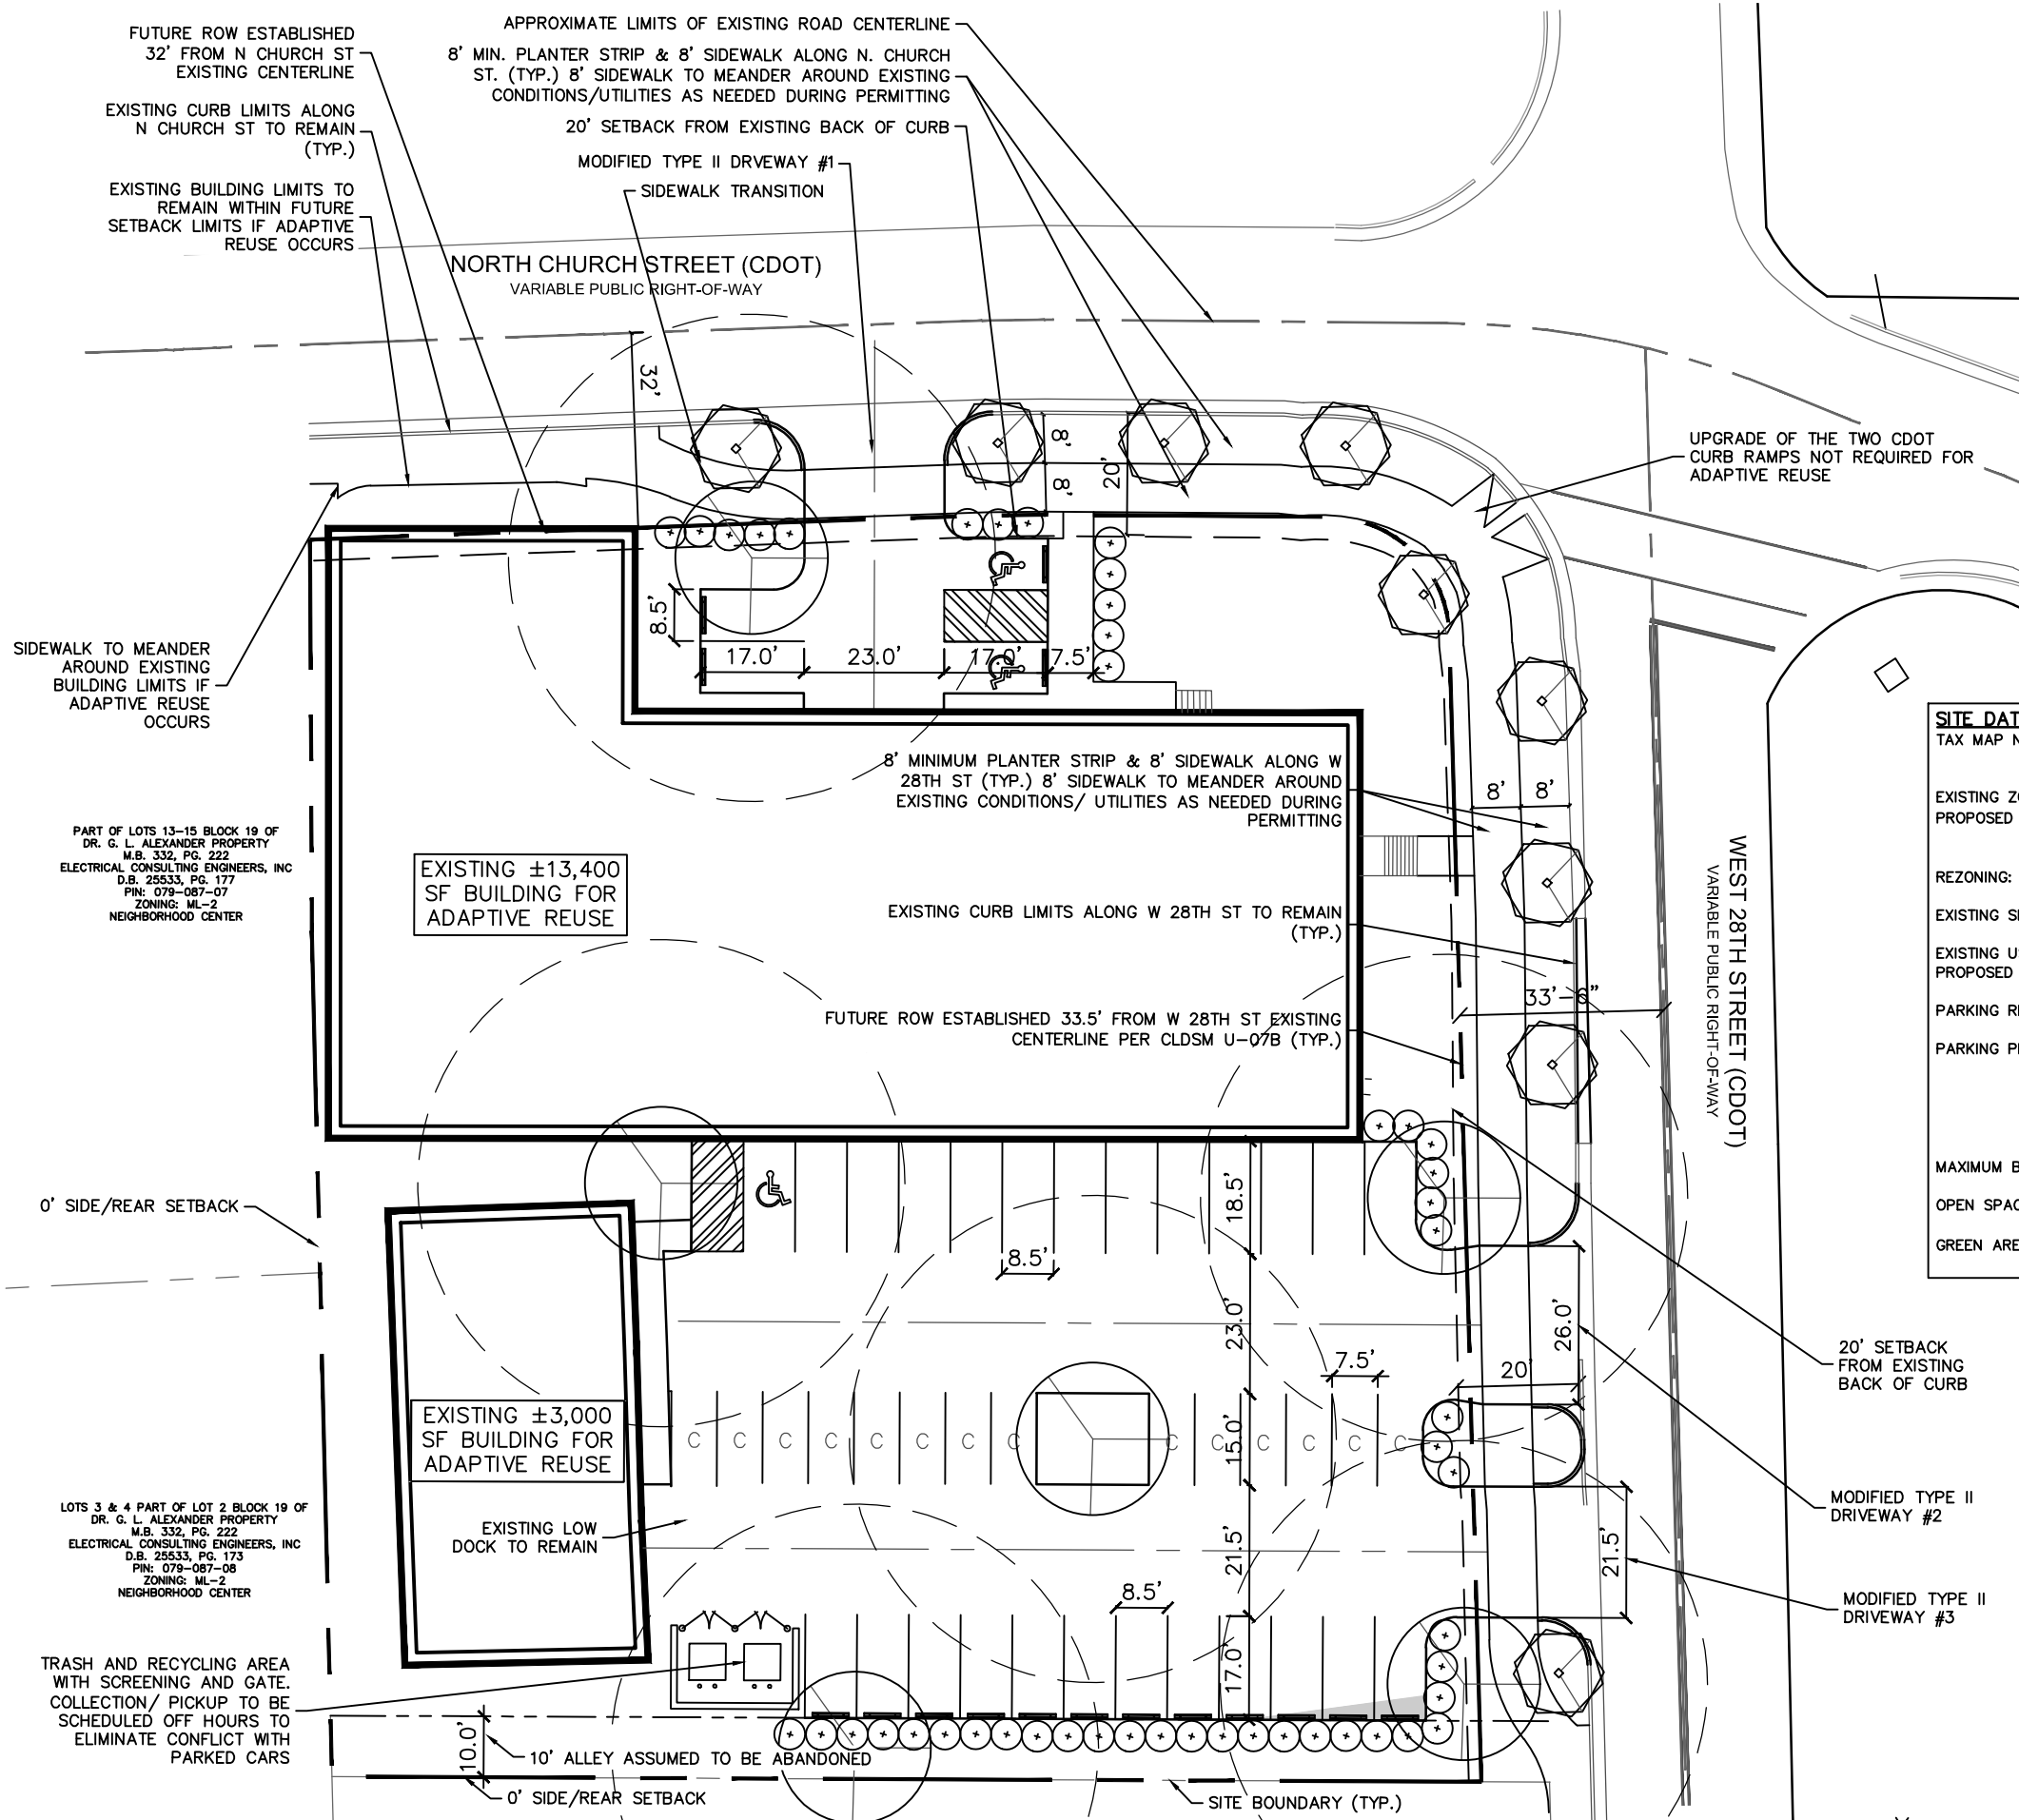 FUTURE ROW ESTABLISHED
32' FROM N CHURCH ST
EXISTING CENTERLINE
EXISTING CURB LIMITS ALONG
N CHURCH ST TO REMAIN
(TYP.)
EXISTING BUILDING LIMITS TO
REMAIN WITHIN FUTURE
SETBACK LIMITS IF ADAPTIVE
REUSE OCCURS
APPROXIMATE LIMITS OF EXISTING ROAD CENTERLINE
8' MIN. PLANTER STRIP & 8' SIDEWALK ALONG N. CHURCH
ST. (TYP.) 8' SIDEWALK TO MEANDER AROUND EXISTING
CONDITIONS/UTILITIES AS NEEDED DURING PERMITTING
20' SETBACK FROM EXISTING BACK OF CURB
MODIFIED TYPE II DRVEWAY #1
SIDEWALK TRANSITION
NORTH CHURCH STREET (CDOT)
VARIABLE PUBLIC RIGHT-OF-WAY
32'
8'
8'
20'
UPGRADE OF THE TWO CDOT
CURB RAMPS NOT REQUIRED FOR
ADAPTIVE REUSE
SIDEWALK TO MEANDER
AROUND EXISTING
BUILDING LIMITS IF
ADAPTIVE REUSE
OCCURS
8.5'
17.0'
23.0'
17.0'
7.5'
SITE DAT
TAX MAP N
EXISTING ZO
PROPOSED
REZONING:
EXISTING SI
EXISTING U
PROPOSED
PARKING RE
PARKING PR
MAXIMUM B
OPEN SPAC
GREEN ARE
8' MINIMUM PLANTER STRIP & 8' SIDEWALK ALONG W
28TH ST (TYP.) 8' SIDEWALK TO MEANDER AROUND
EXISTING CONDITIONS/ UTILITIES AS NEEDED DURING
PERMITTING
8'
8'
WEST 28TH STREET (CDOT)
VARIABLE PUBLIC RIGHT-OF-WAY
PART OF LOTS 13-15 BLOCK 19 OF
DR. G. L. ALEXANDER PROPERTY
M.B. 332, PG. 222
ELECTRICAL CONSULTING ENGINEERS, INC
D.B. 25533, PG. 177
PIN: 079-087-07
ZONING: ML-2
NEIGHBORHOOD CENTER
EXISTING ±13,400
SF BUILDING FOR
ADAPTIVE REUSE
EXISTING CURB LIMITS ALONG W 28TH ST TO REMAIN
(TYP.)
33'-6"
FUTURE ROW ESTABLISHED 33.5' FROM W 28TH ST EXISTING
CENTERLINE PER CLDSM U-07B (TYP.)
0' SIDE/REAR SETBACK
18.5'
8.5'
23.0'
26.0'
7.5'
20'
20' SETBACK
FROM EXISTING
BACK OF CURB
EXISTING ±3,000
SF BUILDING FOR
ADAPTIVE REUSE
C C C C C C C C C C C C C C
15.0'
MODIFIED TYPE II
DRIVEWAY #2
LOTS 3 & 4 PART OF LOT 2 BLOCK 19 OF
DR. G. L. ALEXANDER PROPERTY
M.B. 332, PG. 222
ELECTRICAL CONSULTING ENGINEERS, INC
D.B. 25533, PG. 173
PIN: 079-087-08
ZONING: ML-2
NEIGHBORHOOD CENTER
EXISTING LOW
DOCK TO REMAIN
21.5'
21.5'
8.5'
MODIFIED TYPE II
DRIVEWAY #3
17.0'
TRASH AND RECYCLING AREA
WITH SCREENING AND GATE.
COLLECTION/ PICKUP TO BE
SCHEDULED OFF HOURS TO
ELIMINATE CONFLICT WITH
PARKED CARS
10.0'
10' ALLEY ASSUMED TO BE ABANDONED
0' SIDE/REAR SETBACK
SITE BOUNDARY (TYP.)